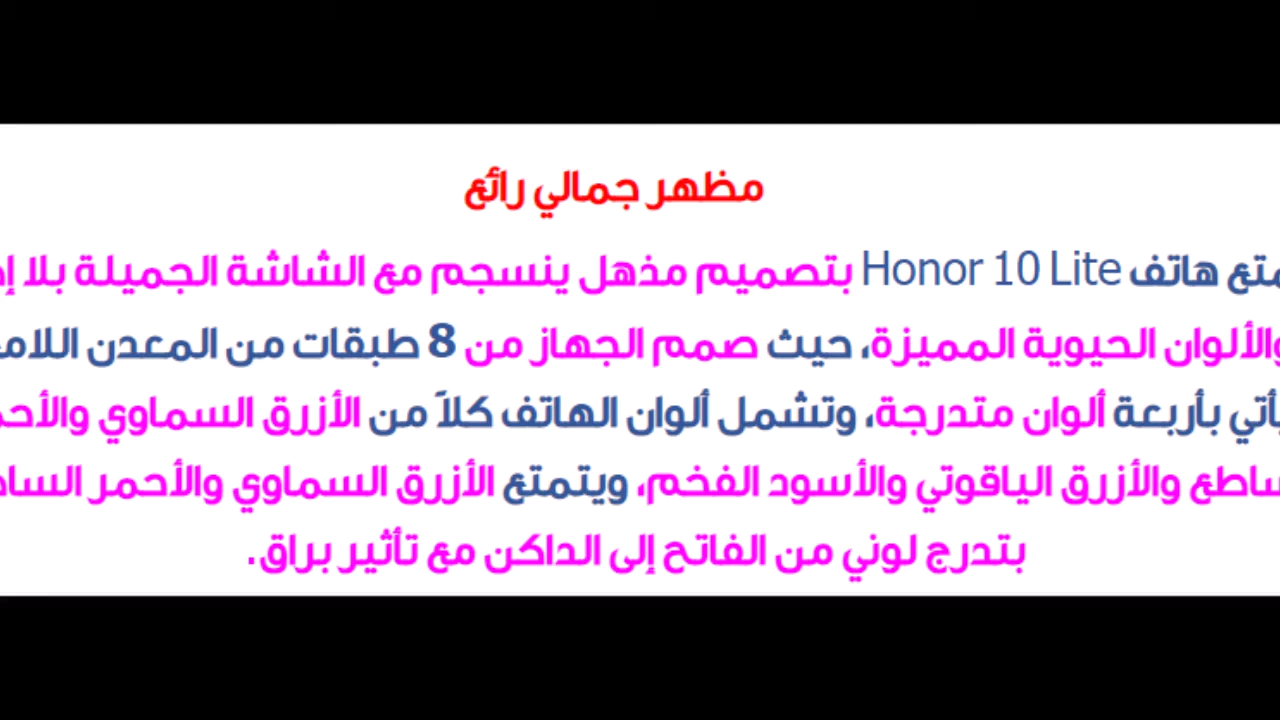 مظهر جمالي رائع
هاتف Honor 10 Lite بتصميم مذهل ينسجم مع الشاشة الجميلة بلا
والألوان الحيوية المميزة، حيث صمم الجهاز من 8 طبقات من المعدن
يأتي بأربعة ألوان متدرجة، وتشمل ألوان الهاتف كلاً من الأزرق السماوي
والأزرق الياقوتي والأسود الفخم، ويتمتع الأزرق السماوي والأحمر
بتدرج لوني من الفاتح إلى الداكن مع تأثير براق.